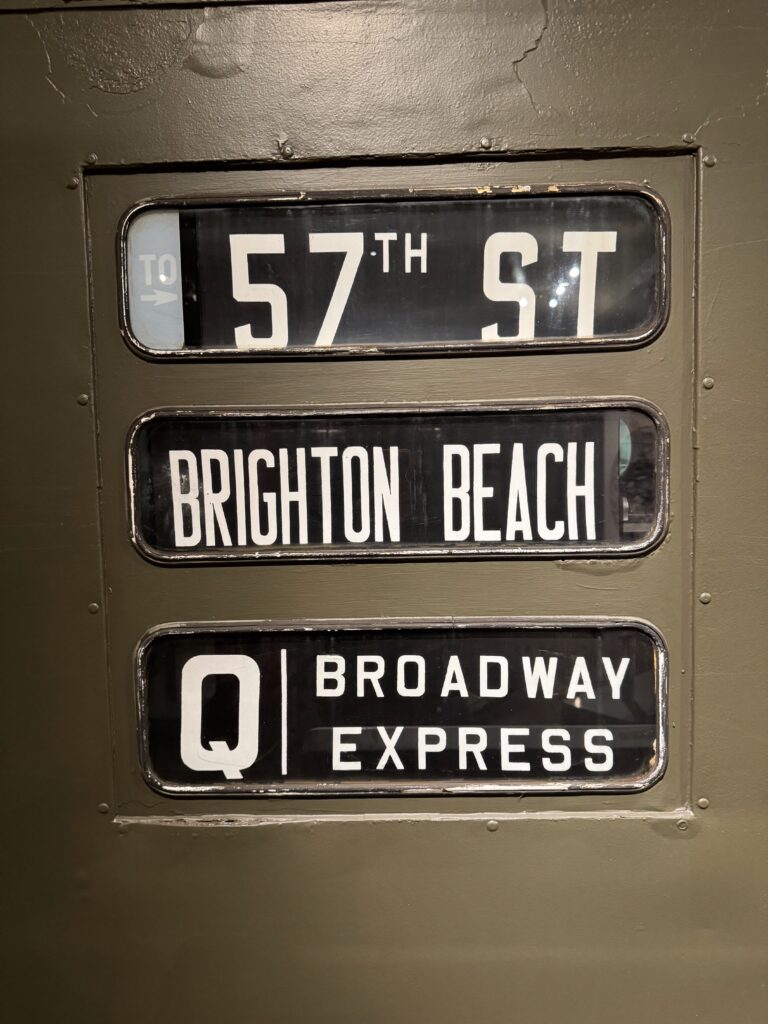 TO 57TH ST
→
BRIGHTON BEACH
Q | BROADWAY
EXPRESS